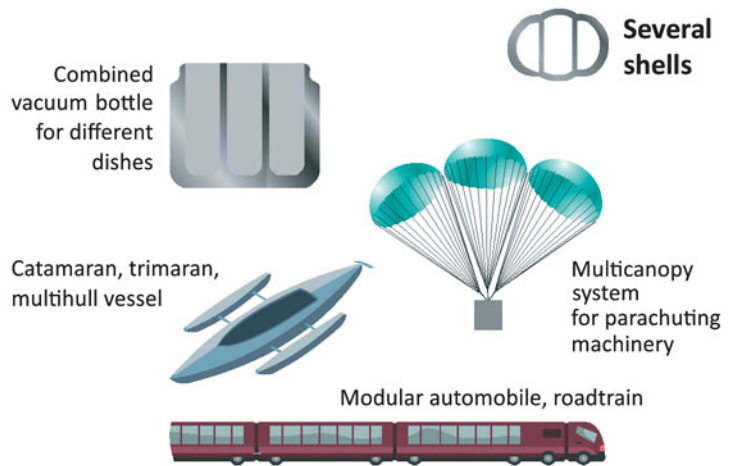 Several
shells
Combined
vacuum bottle
for different
dishes
Catamaran, trimaran,
multihull vessel
Multicanopy
system
for parachuting
machinery
Modular automobile, roadtrain